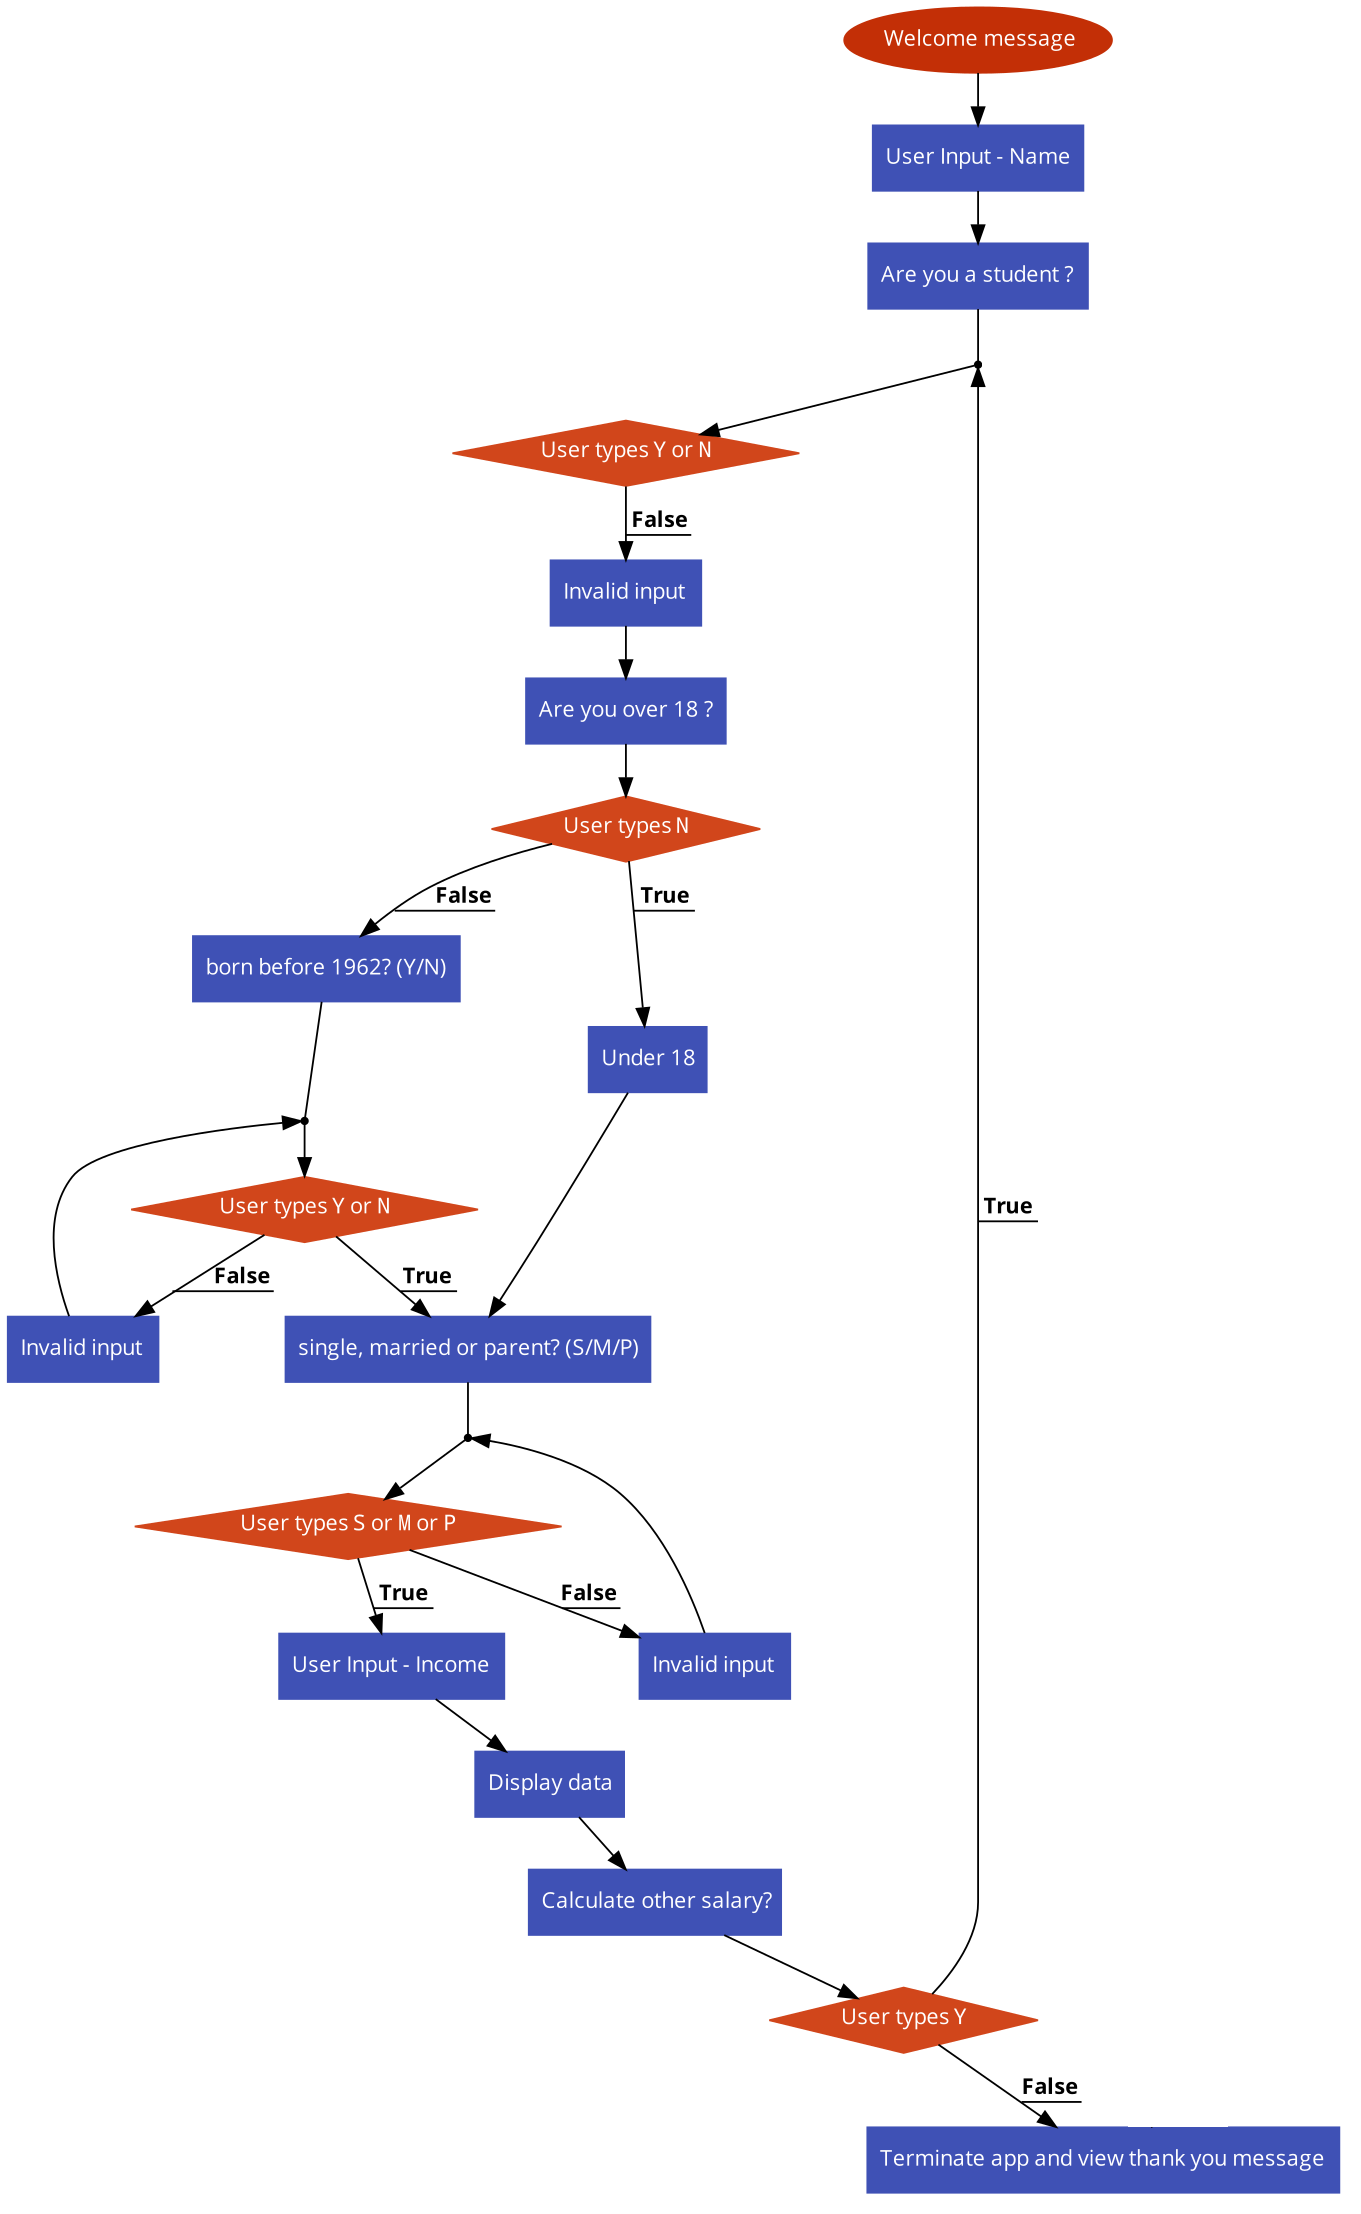 Welcome message
User Input - Name
Are you a student ?
User types Y or N
False
Invalid input
Are you over 18 ?
User types N
False
True
born before 1962? (Y/N)
Under 18
User types Y or N
True
False
True
Invalid input
single, married or parent? (S/M/P)
User types S or M or P
True
False
User Input - Income
Invalid input
Display data
Calculate other salary?
User types Y
False
Terminate app and view thank you message